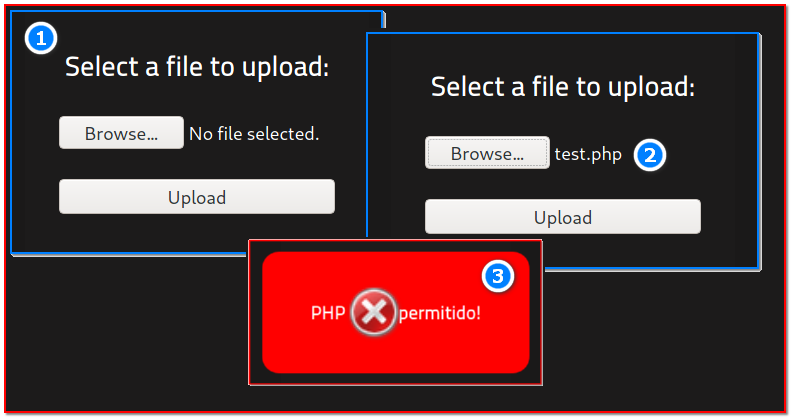 1
Select a file to upload:
Browse... No file selected.
Upload
Select a file to upload:
Browse... test.php 2
Upload
3
PHP permitido!